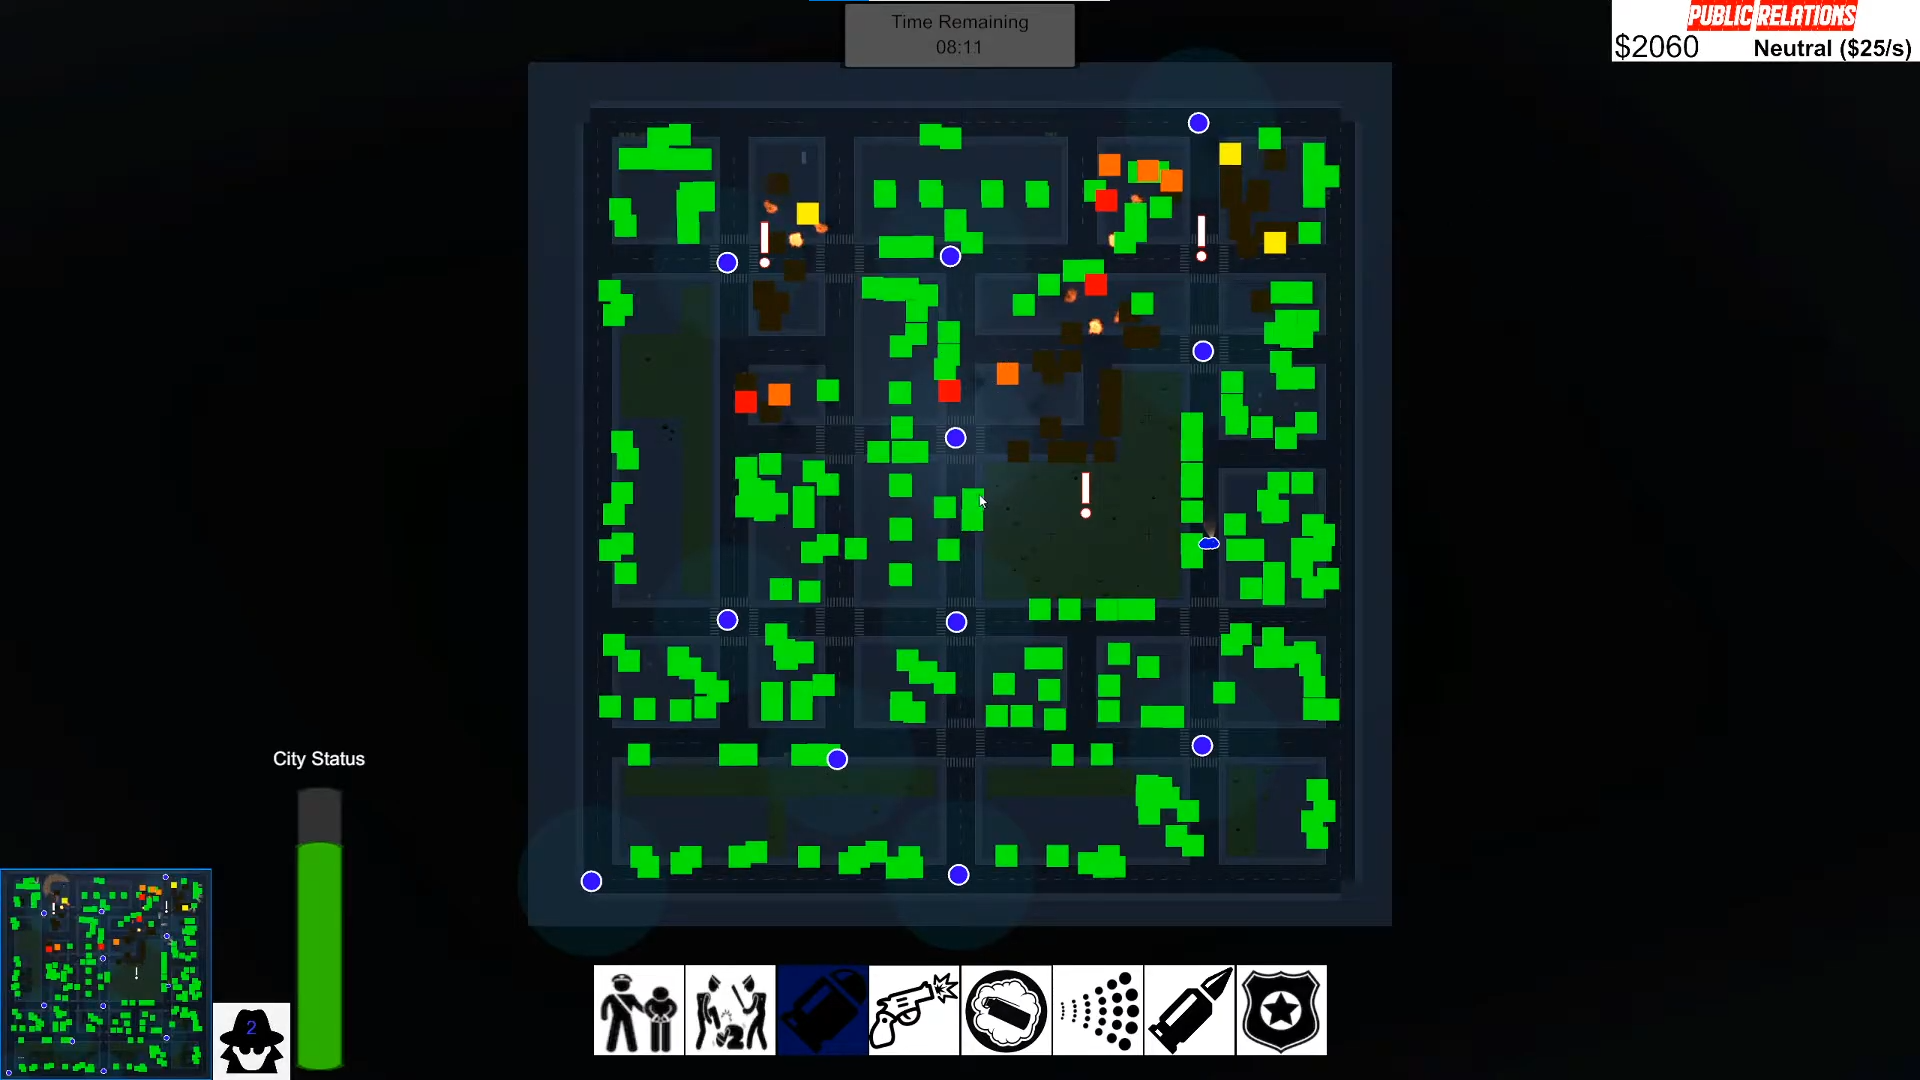 Time Remaining
08:11
PUBLIC RELATIONS
$2060 Neutral ($25/s)
City Status
2